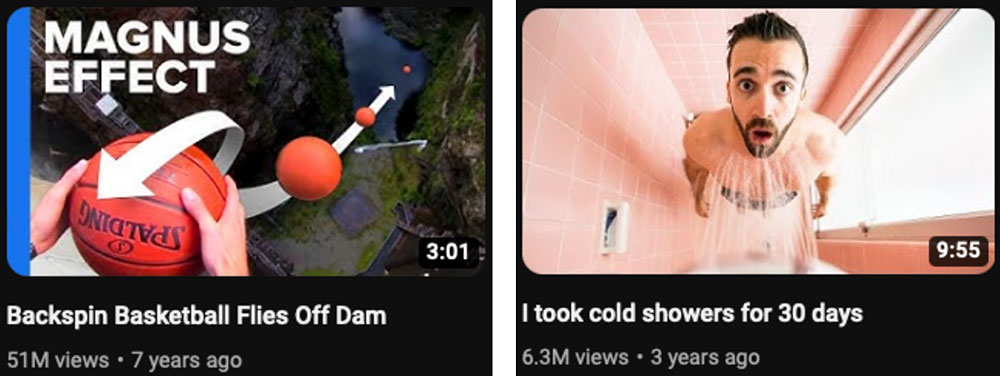 MAGNUS
EFFECT
SPALDING
3:01
Backspin Basketball Flies Off Dam
51M views • 7 years ago
9:55
I took cold showers for 30 days
6.3M views • 3 years ago